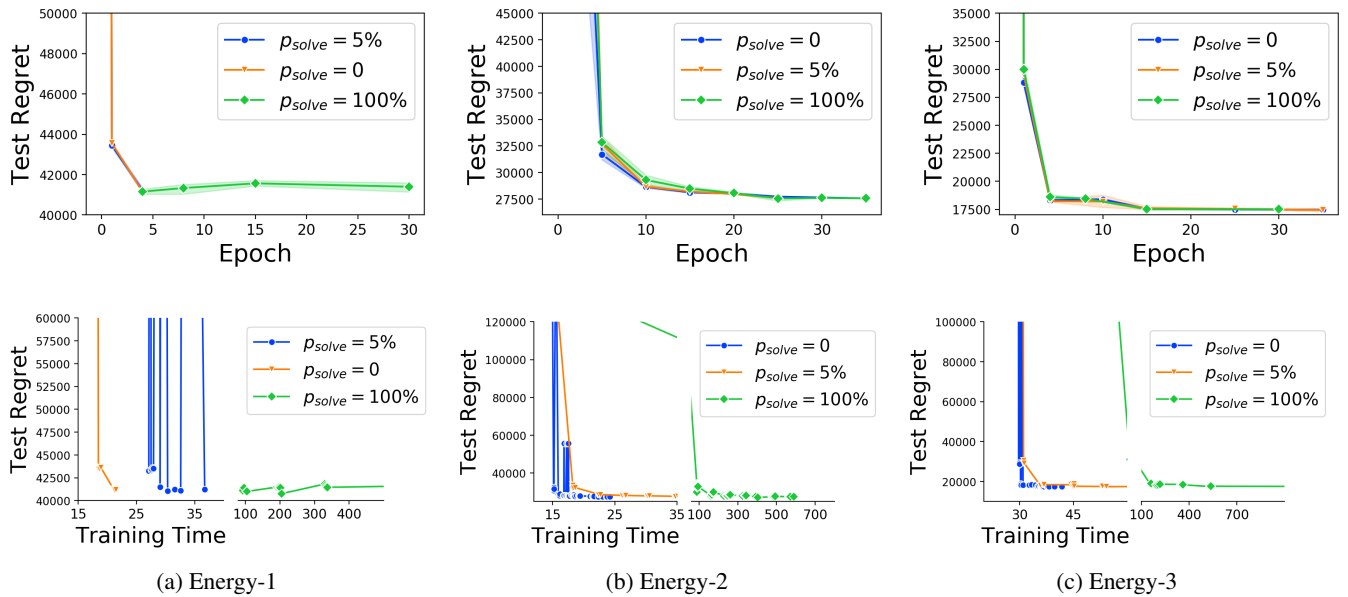 50000
48000
46000
44000
42000
40000
Test Regret
0 5 10 15 20 25 30
Epoch
p_solve = 5%
p_solve = 0
p_solve = 100%
45000
42500
40000
37500
35000
32500
30000
27500
Test Regret
0 10 20 30
Epoch
p_solve = 0
p_solve = 5%
p_solve = 100%
35000
32500
30000
27500
25000
22500
20000
17500
Test Regret
0 10 20 30
Epoch
p_solve = 0
p_solve = 5%
p_solve = 100%
60000
57500
55000
52500
50000
47500
45000
42500
40000
Test Regret
15 25 35 100 200 300 400
Training Time
p_solve = 5%
p_solve = 0
p_solve = 100%
120000
100000
80000
60000
40000
Test Regret
15 25 35 100 300 500 700
Training Time
p_solve = 0
p_solve = 5%
p_solve = 100%
100000
80000
60000
40000
20000
Test Regret
30 45 100 400 700
Training Time
p_solve = 0
p_solve = 5%
p_solve = 100%
(a) Energy-1
(b) Energy-2
(c) Energy-3